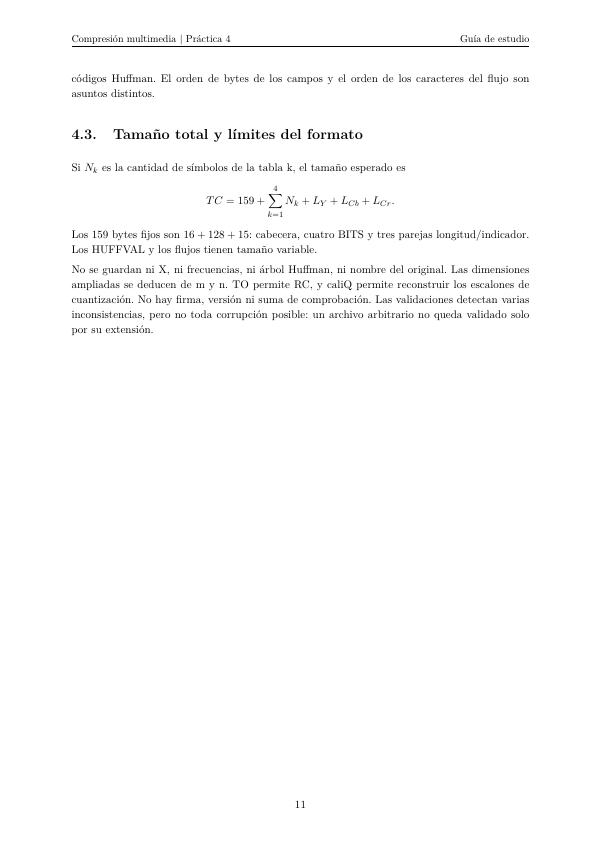 Compresión multimedia | Práctica 4 Guía de estudio
códigos Huffman. El orden de bytes de los campos y el orden de los caracteres del flujo son
asuntos distintos.
4.3. Tamaño total y límites del formato
Si N_k es la cantidad de símbolos de la tabla k, el tamaño esperado es
TC = 159 + \sum_{k=1}^{4} N_k + L_Y + L_{Cb} + L_{Cr}.
Los 159 bytes fijos son 16 + 128 + 15: cabecera, cuatro BITS y tres parejas longitud/indicador.
Los HUFFVAL y los flujos tienen tamaño variable.
No se guardan ni X, ni frecuencias, ni árbol Huffman, ni nombre del original. Las dimensiones
ampliadas se deducen de m y n. TO permite RC, y caliQ permite reconstruir los escalones de
cuantización. No hay firma, versión ni suma de comprobación. Las validaciones detectan varias
inconsistencias, pero no toda corrupción posible: un archivo arbitrario no queda validado solo
por su extensión.
11